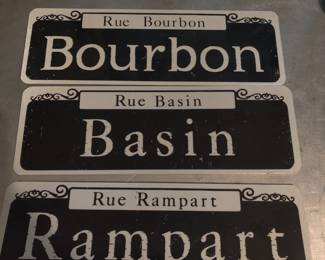 Rue Bourbon
Bourbon
Rue Basin
Basin
Rue Rampart
Rampart